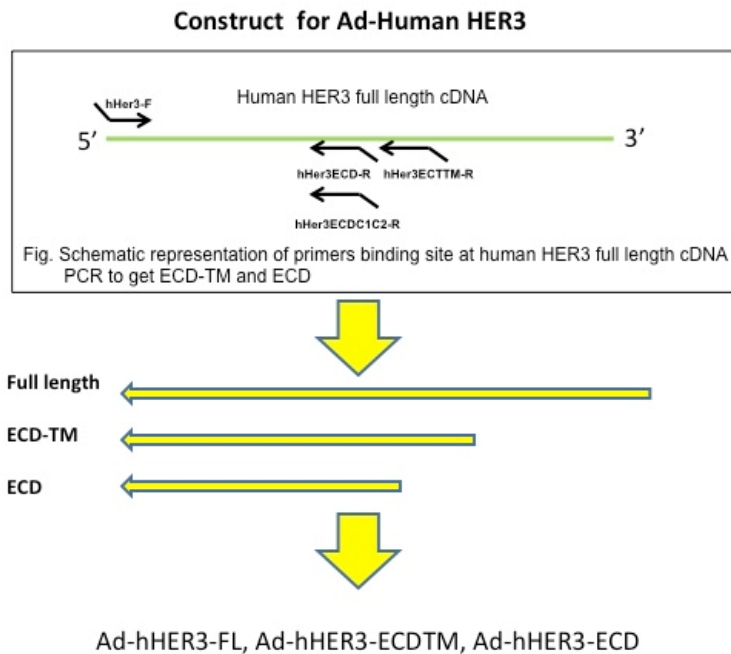 Construct for Ad-Human HER3
hHer3-F
Human HER3 full length cDNA
5’
3’
hHer3ECD-R
hHer3ECTTM-R
hHer3ECDC1C2-R
Fig. Schematic representation of primers binding site at human HER3 full length cDNA
PCR to get ECD-TM and ECD
Full length
ECD-TM
ECD
Ad-hHER3-FL, Ad-hHER3-ECDTM, Ad-hHER3-ECD